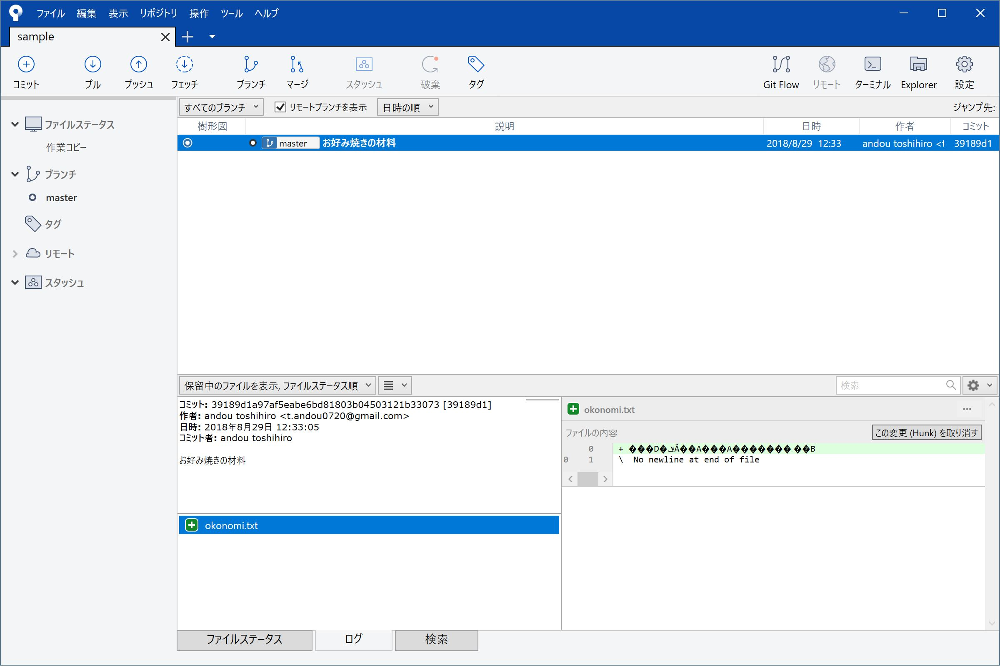 ファイル 編集 表示 リポジトリ 操作 ツール ヘルプ
sample
コミット プル プッシュ フェッチ ブランチ マージ スタッシュ 破棄 タグ Git Flow リモート ターミナル Explorer 設定
すべてのブランチ リモートブランチを表示 日時の順 ジャンプ先:
樹形図 説明 日時 作者 コミット
master お好み焼きの材料 2018/8/29 12:33 andou toshihiro <t 39189d1
ファイルステータス
作業コピー
ブランチ
master
タグ
リモート
スタッシュ
保留中のファイルを表示, ファイルステータス順 検索
コミット: 39189d1a97af5eabe6bd81803b04503121b33073 [39189d1]
作者: andou toshihiro <t.andou0720@gmail.com>
日時: 2018年8月29日 12:33:05
コミット者: andou toshihiro
お好み焼きの材料
okonomi.txt
okonomi.txt
ファイルの内容 この変更 (Hunk) を取り消す
0 + ���D�ܒǍ��A���A�������.��B
0 1 \ No newline at end of file
ファイルステータス ログ 検索